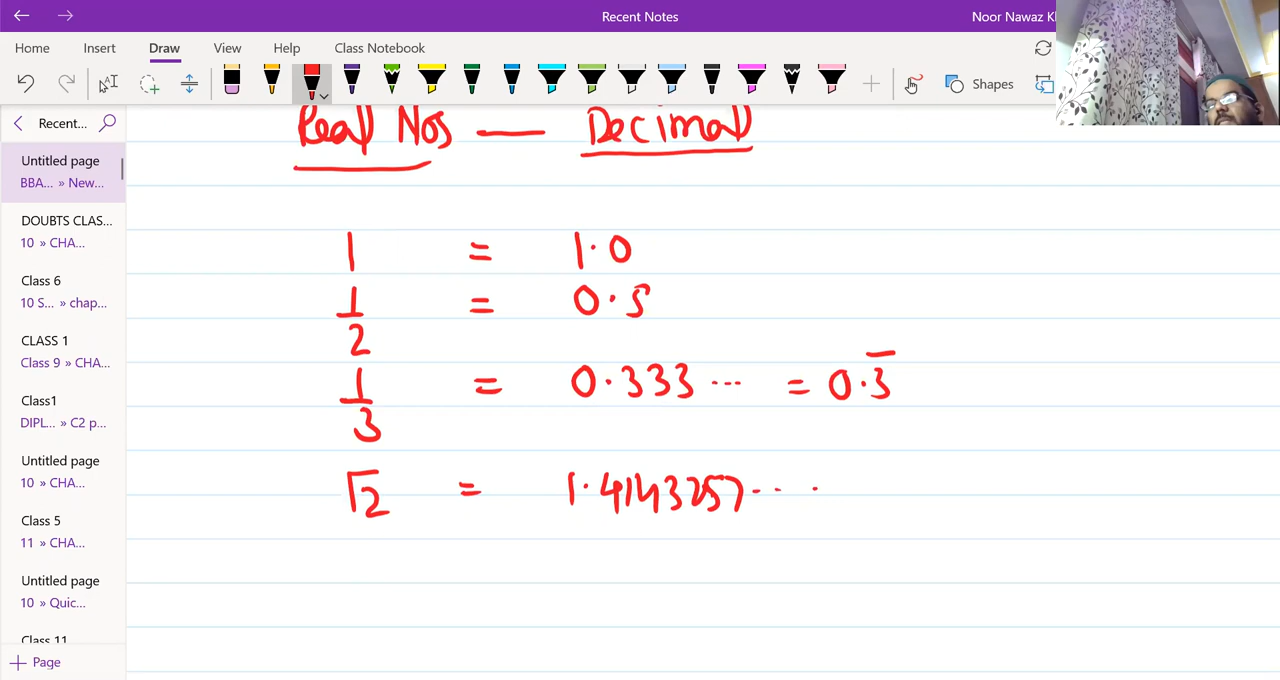 Recent Notes
Noor Nawaz Kh
Home Insert Draw View Help Class Notebook
Shapes
Recent...
Untitled page
BBA... » New...
DOUBTS CLAS...
10 » CHA...
Class 6
10 S... » chap...
CLASS 1
Class 9 » CHA...
Class1
DIPL... » C2 p...
Untitled page
10 » CHA...
Class 5
11 » CHA...
Untitled page
10 » Quic...
Class 11
Page
Real Nos — Decimal
1 = 1.0
1/2 = 0.5
1/3 = 0.333... = 0.3̅
√2 = 1.4143257....